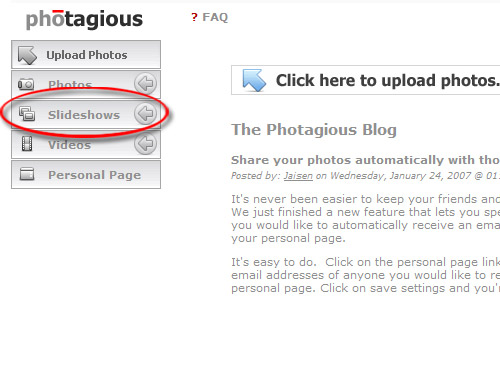 photagious
? FAQ
Upload Photos
Photos
Slideshows
Videos
Personal Page
Click here to upload photos.
The Photagious Blog
Share your photos automatically with tho
Posted by: Jaisen on Wednesday, January 24, 2007 @ 01.
It's never been easier to keep your friends and
We just finished a new feature that lets you spe
you would like to automatically receive an ema
your personal page.
It's easy to do. Click on the personal page link
email addresses of anyone you would like to re
personal page. Click on save settings and you'